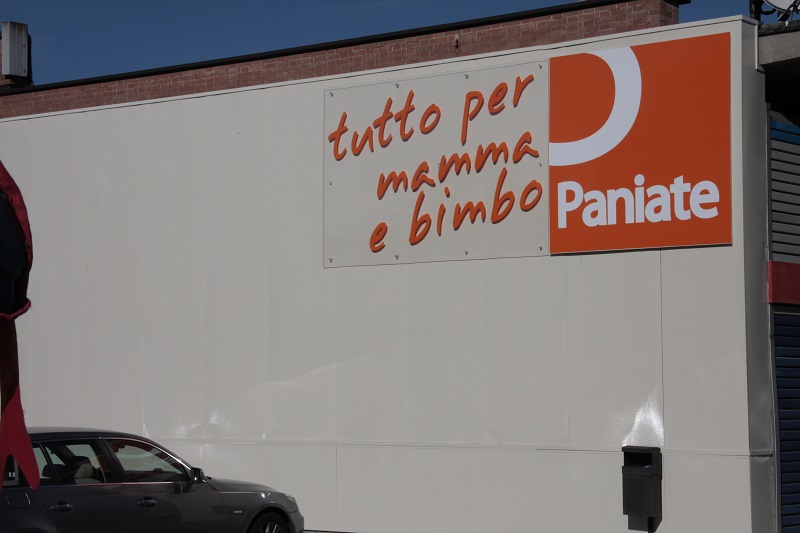 tutto per
mamma
e bimbo
Paniate